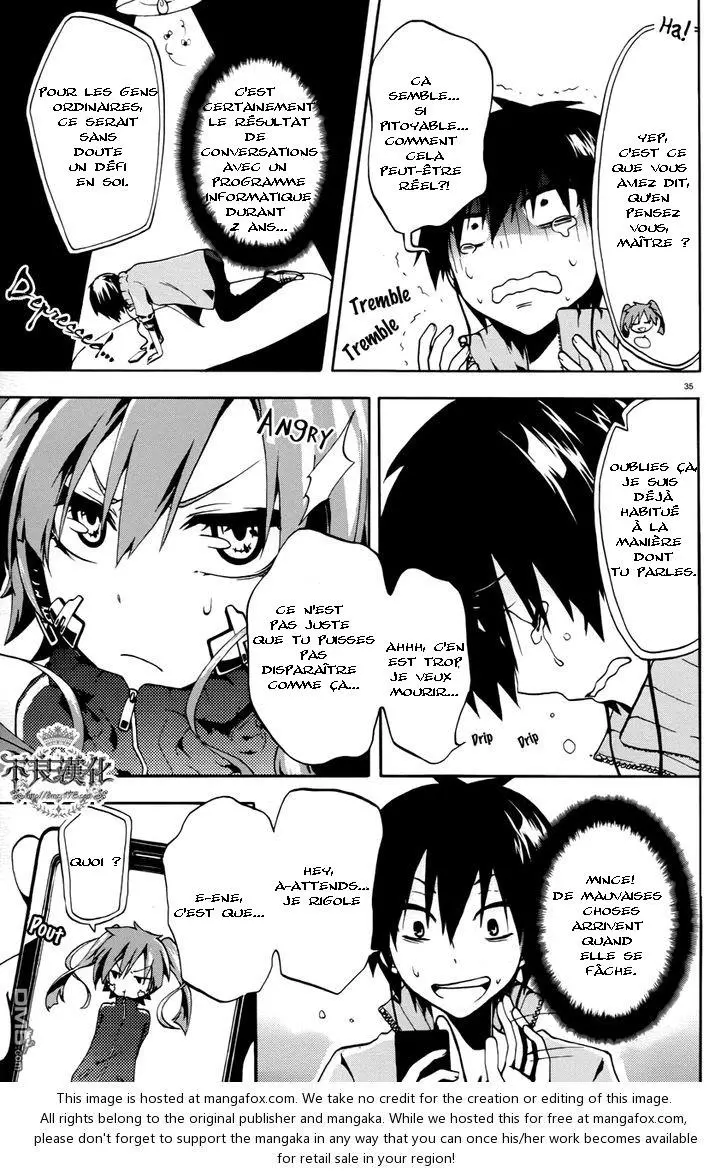 Ha!
YEP,
C'EST CE
QUE VOUS
AVEZ DIT,
QU'EN
PENSEZ
VOUS,
MAÎTRE ?
ÇA
SEMBLE...
SI
PITOYABLE...
COMMENT
CELA
PEUT-ÊTRE
RÉEL?!
Tremble
Tremble
C'EST
CERTAINEMENT
LE RÉSULTAT
DE
CONVERSATIONS
AVEC UN
PROGRAMME
INFORMATIQUE
DURANT
2 ANS...
POUR LES GENS
ORDINAIRES,
CE SERAIT
SANS
DOUTE
UN DÉFI
EN SOI.
Depressed...
35
OUBLIES ÇA,
JE SUIS
DÉJÀ
HABITUÉ
À LA
MANIÈRE
DONT
TU PARLES.
AHHH, C'EN
EST TROP,
JE VEUX
MOURIR...
Drip
Drip
ANGRY
CE N'EST
PAS JUSTE
QUE TU PUISSES
PAS
DISPARAÎTRE
COMME ÇA...
不良漢化
MINCE!
DE MAUVAISES
CHOSES
ARRIVENT
QUAND
ELLE SE
FÂCHE.
HEY,
A-ATTENDS...
JE RIGOLE
E-ENE,
C'EST QUE...
QUOI ?
Pout
DM5.com
This image is hosted at mangafox.com. We take no credit for the creation or editing of this image.
All rights belong to the original publisher and mangaka. While we hosted this for free at mangafox.com,
please don't forget to support the mangaka in any way that you can once his/her work becomes available
for retail sale in your region!